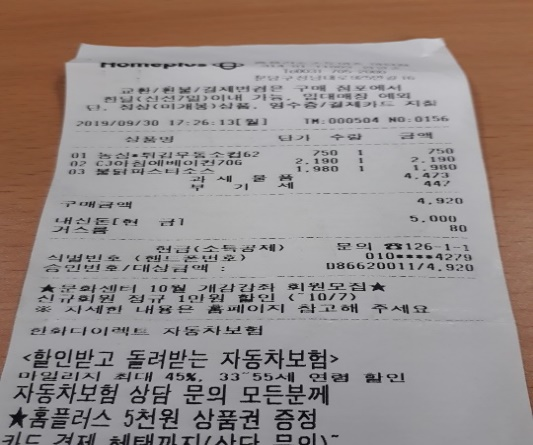 Homeplus
교환/환불/결제변경은 구매 점포에서
한달(신선7일)이내 가능, 임대매장 예외
단, 정상(미개봉)상품, 영수증/결제카드 지참
2019/09/30 17:26:13[월] TM:000504 NO:0156
상품명 단가 수량 금액
01 농심*튀김우동소컵62 750 1 750
02 CJ아침에베이컨70G 2,190 1 2,190
03 불닭파스타소스 1,980 1 1,980
과 세 물 품 4,473
부 가 세 447
구매금액 4,920
내신돈[현 금] 5,000
거스름 80
현금(소득공제) 문의 ☎126-1-1
식별번호 (핸드폰번호) 010****4279
승인번호/대상금액 : D86620011/4,920
★문화센터 10월 개강강좌 회원모집★
신규회원 정규 1만원 할인 (~10/7)
※ 자세한 내용은 홈페이지 참고해 주세요
한화다이렉트 자동차보험
<할인받고 돌려받는 자동차보험>
마일리지 최대 45%, 33~55세 연령 할인
자동차보험 상담 문의 모든분께
★홈플러스 5천원 상품권 증정
카드 결제 혜택까지(상담 문의)~